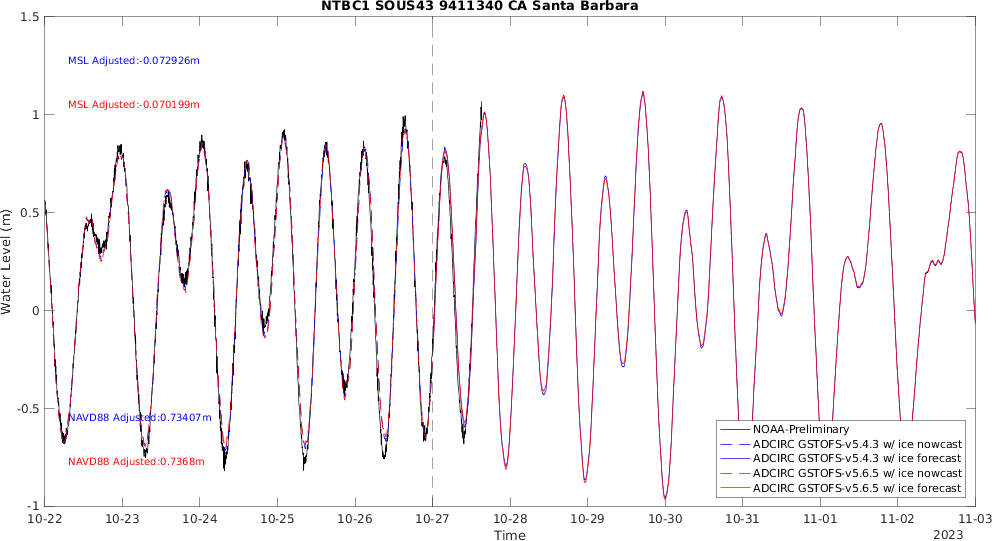 NTBC1 SOUS43 9411340 CA Santa Barbara
1.5
1
0.5
0
-0.5
-1
Water Level (m)
MSL Adjusted:-0.072926m
MSL Adjusted:-0.070199m
NAVD88 Adjusted:0.73407m
NAVD88 Adjusted:0.7368m
NOAA-Preliminary
ADCIRC GSTOFS-v5.4.3 w/ ice nowcast
ADCIRC GSTOFS-v5.4.3 w/ ice forecast
ADCIRC GSTOFS-v5.6.5 w/ ice nowcast
ADCIRC GSTOFS-v5.6.5 w/ ice forecast
10-22 10-23 10-24 10-25 10-26 10-27 10-28 10-29 10-30 10-31 11-01 11-02 11-03
Time
2023